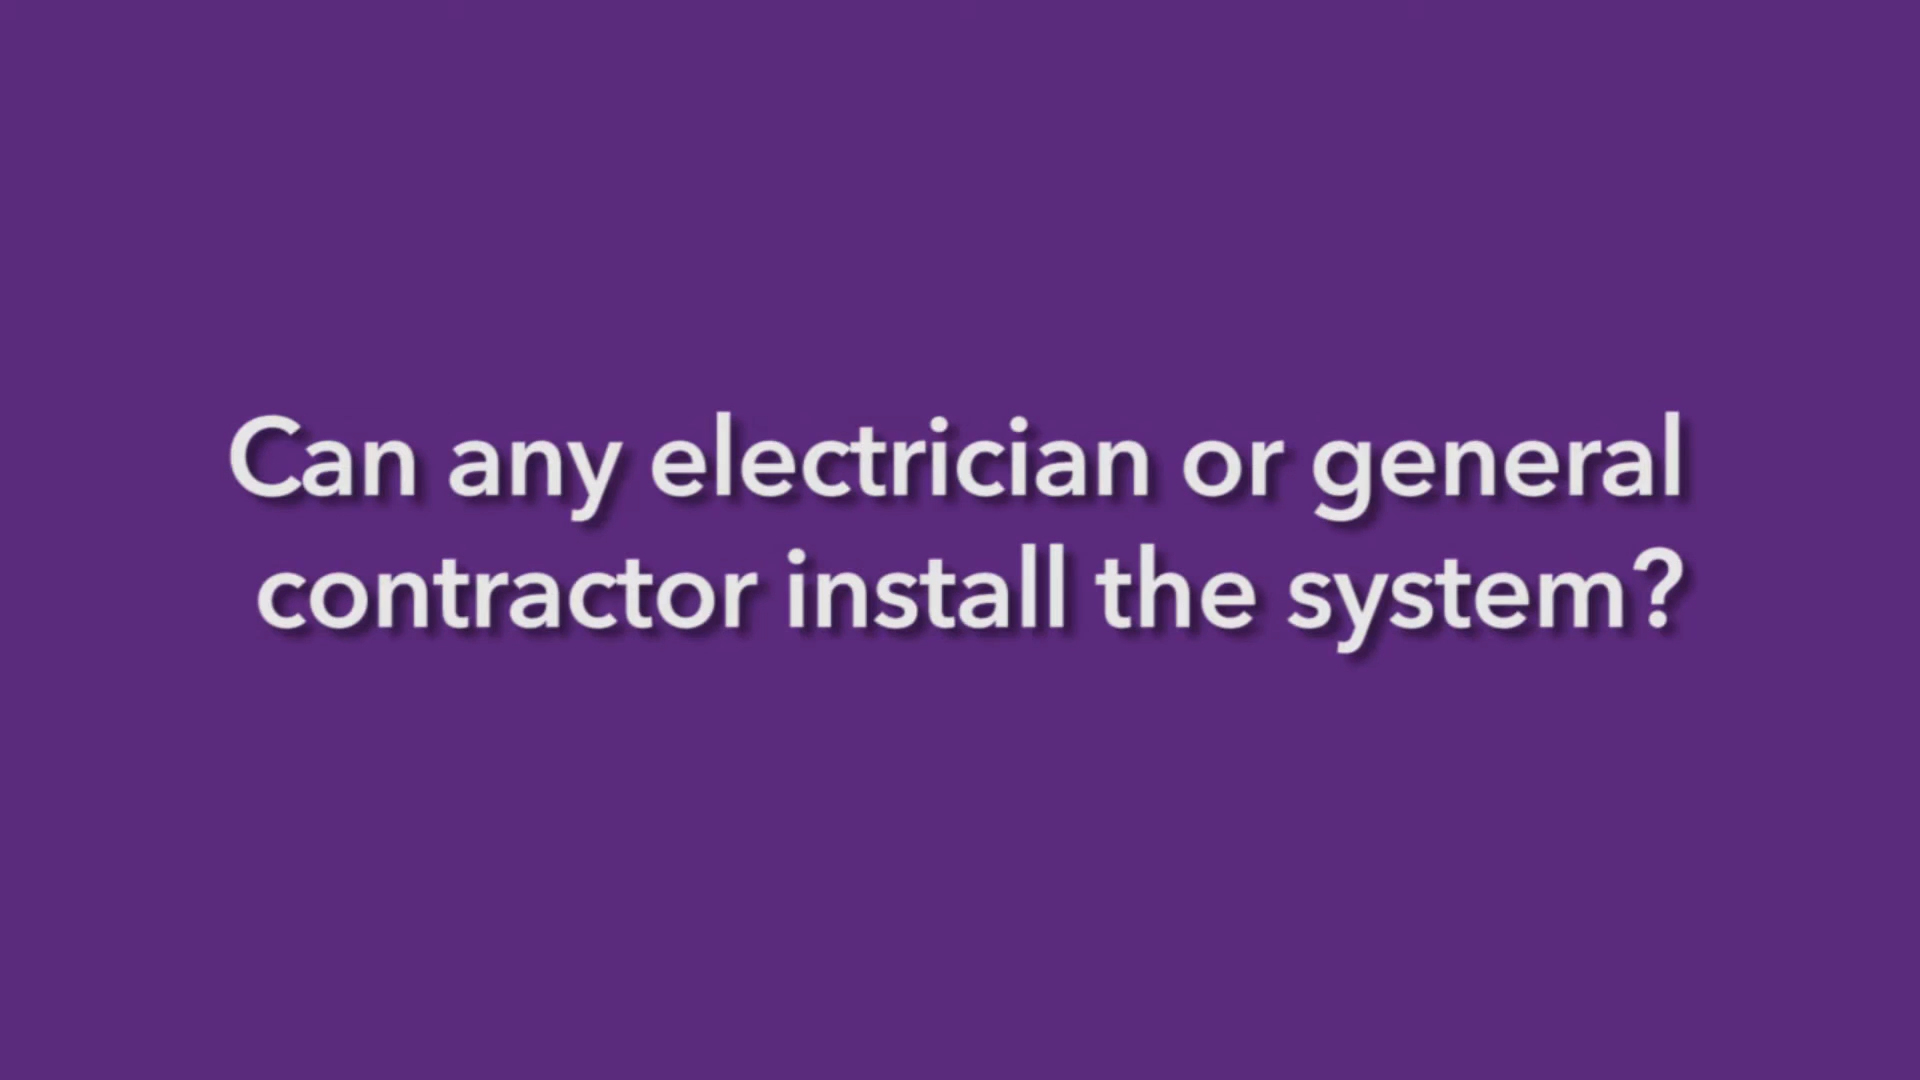 Can any electrician or general
contractor install the system?